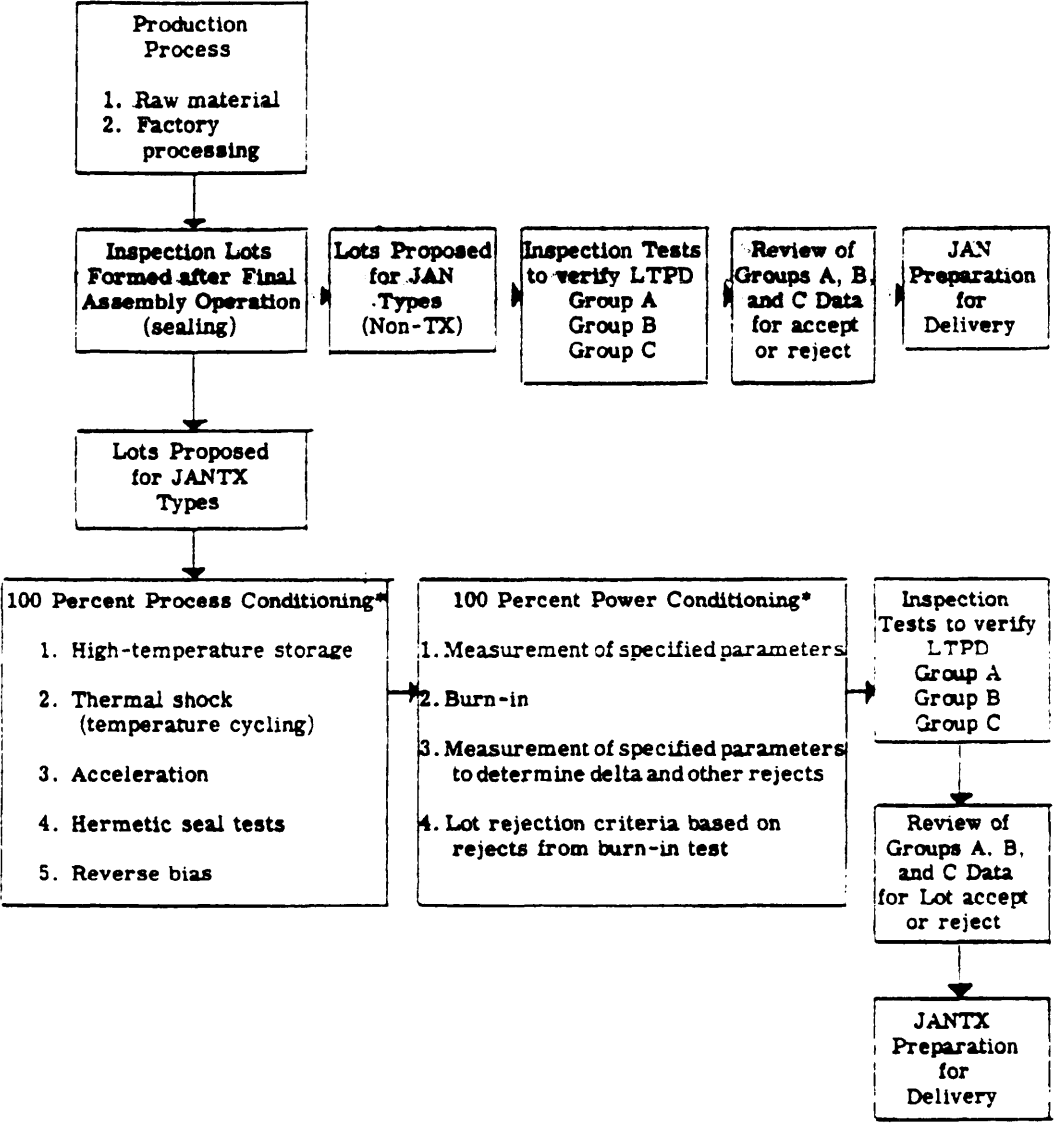 Production
Process
1. Raw material
2. Factory
processing
Inspection Lots
Formed after Final
Assembly Operation
(sealing)
Lots Proposed
for JAN
Types
(Non-TX)
Inspection Tests
to verify LTPD
Group A
Group B
Group C
Review of
Groups A, B,
and C Data
for accept
or reject
JAN
Preparation
for
Delivery
Lots Proposed
for JANTX
Types
100 Percent Process Conditioning*
1. High-temperature storage
2. Thermal shock
(temperature cycling)
3. Acceleration
4. Hermetic seal tests
5. Reverse bias
100 Percent Power Conditioning*
1. Measurement of specified parameters
2. Burn-in
3. Measurement of specified parameters
to determine delta and other rejects
4. Lot rejection criteria based on
rejects from burn-in test
Inspection
Tests to verify
LTPD
Group A
Group B
Group C
Review of
Groups A, B,
and C Data
for Lot accept
or reject
JANTX
Preparation
for
Delivery